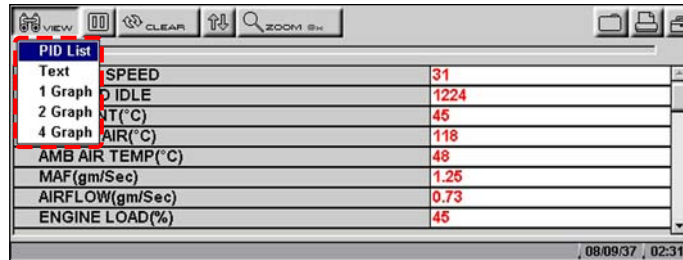 VIEW CLEAR ZOOM 8x
PID List
Text
1 Graph
2 Graph
4 Graph
SPEED 31
D IDLE 1224
NT(°C) 45
AIR(°C) 118
AMB AIR TEMP(°C) 48
MAF(gm/Sec) 1.25
AIRFLOW(gm/Sec) 0.73
ENGINE LOAD(%) 45
08/09/37 02:31